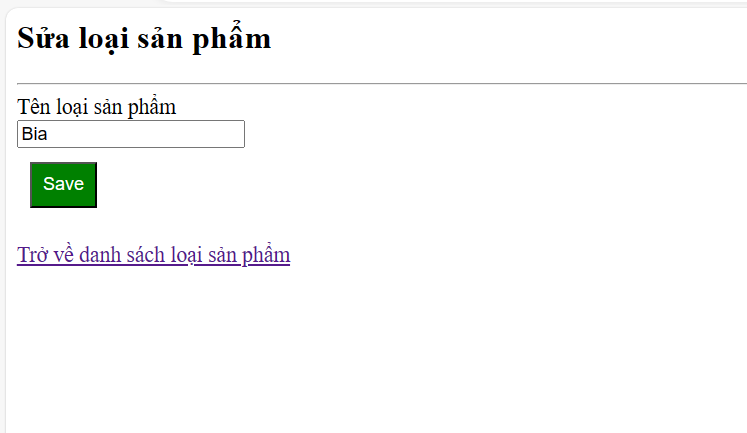 Sửa loại sản phẩm
Tên loại sản phẩm
Bia
Save
Trở về danh sách loại sản phẩm